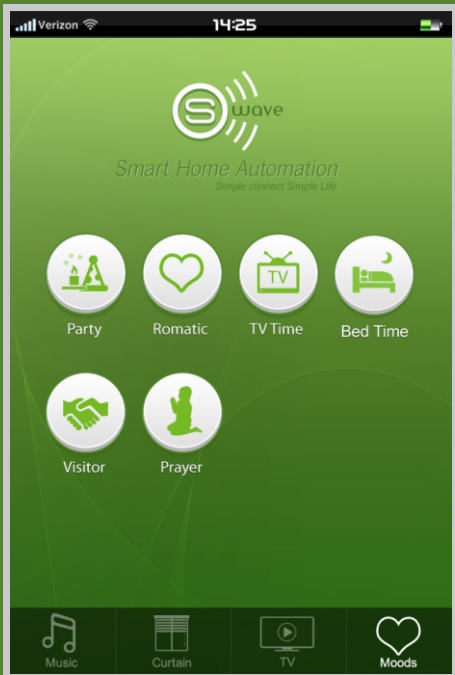 Verizon 14:25
S wave
Smart Home Automation
Simple connect Simple Life
TV
Party Romatic TV Time Bed Time
Visitor Prayer
Music Curtain TV Moods